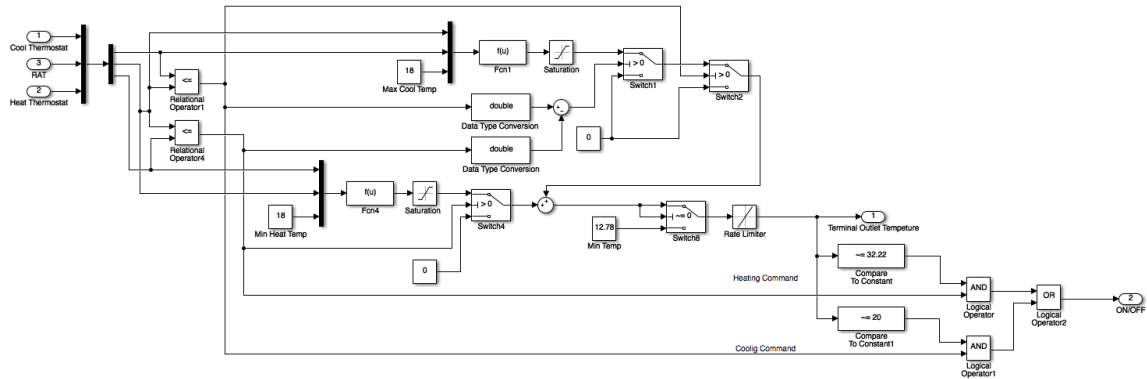 1
Cool Thermostat
3
RAT
2
Heat Thermostat
<=
Relational
Operator1
<=
Relational
Operator4
18
Max Cool Temp
f(u)
Fcn1
Saturation
> 0
Switch1
> 0
Switch2
double
Data Type Conversion
+
-
0
double
Data Type Conversion
18
Min Heat Temp
f(u)
Fcn4
Saturation
> 0
Switch4
0
+
+
12.78
Min Temp
~= 0
Switch8
Rate Limiter
1
Terminal Outlet Tempeture
~= 32.22
Compare
To Constant
Heating Command
AND
Logical
Operator
OR
Logical
Operator2
2
ON/OFF
~= 20
Compare
To Constant1
Coolig Command
AND
Logical
Operator1